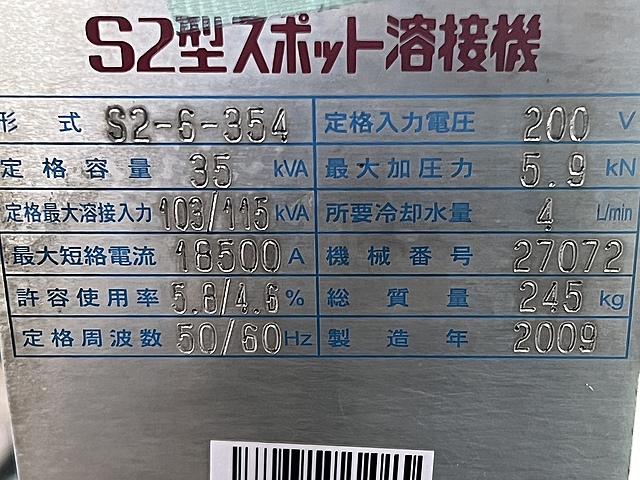 S2型スポット溶接機
形式 S2-6-354 定格入力電圧 200 V
定格容量 35 kVA 最大加圧力 5.9 kN
定格最大溶接入力 103/115 kVA 所要冷却水量 4 L/min
最大短絡電流 18500 A 機械番号 27072
許容使用率 5.8/4.6 % 総質量 245 kg
定格周波数 50/60 Hz 製造年 2009